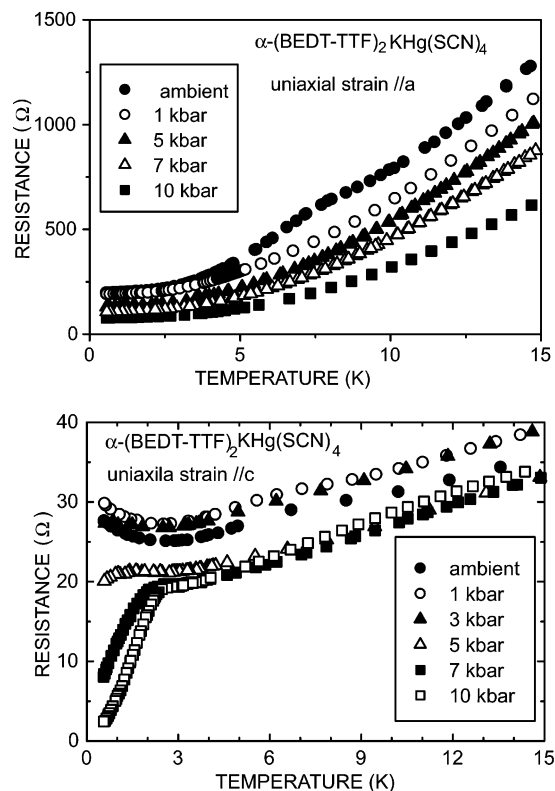 1500
1000
500
0
RESISTANCE (Ω)
α-(BEDT-TTF)₂KHg(SCN)₄
uniaxial strain //a
ambient
1 kbar
5 kbar
7 kbar
10 kbar
5
10
15
TEMPERATURE (K)
40
30
20
10
0
RESISTANCE (Ω)
α-(BEDT-TTF)₂KHg(SCN)₄
uniaxila strain //c
ambient
1 kbar
3 kbar
5 kbar
7 kbar
10 kbar
0
3
6
9
12
15
TEMPERATURE (K)